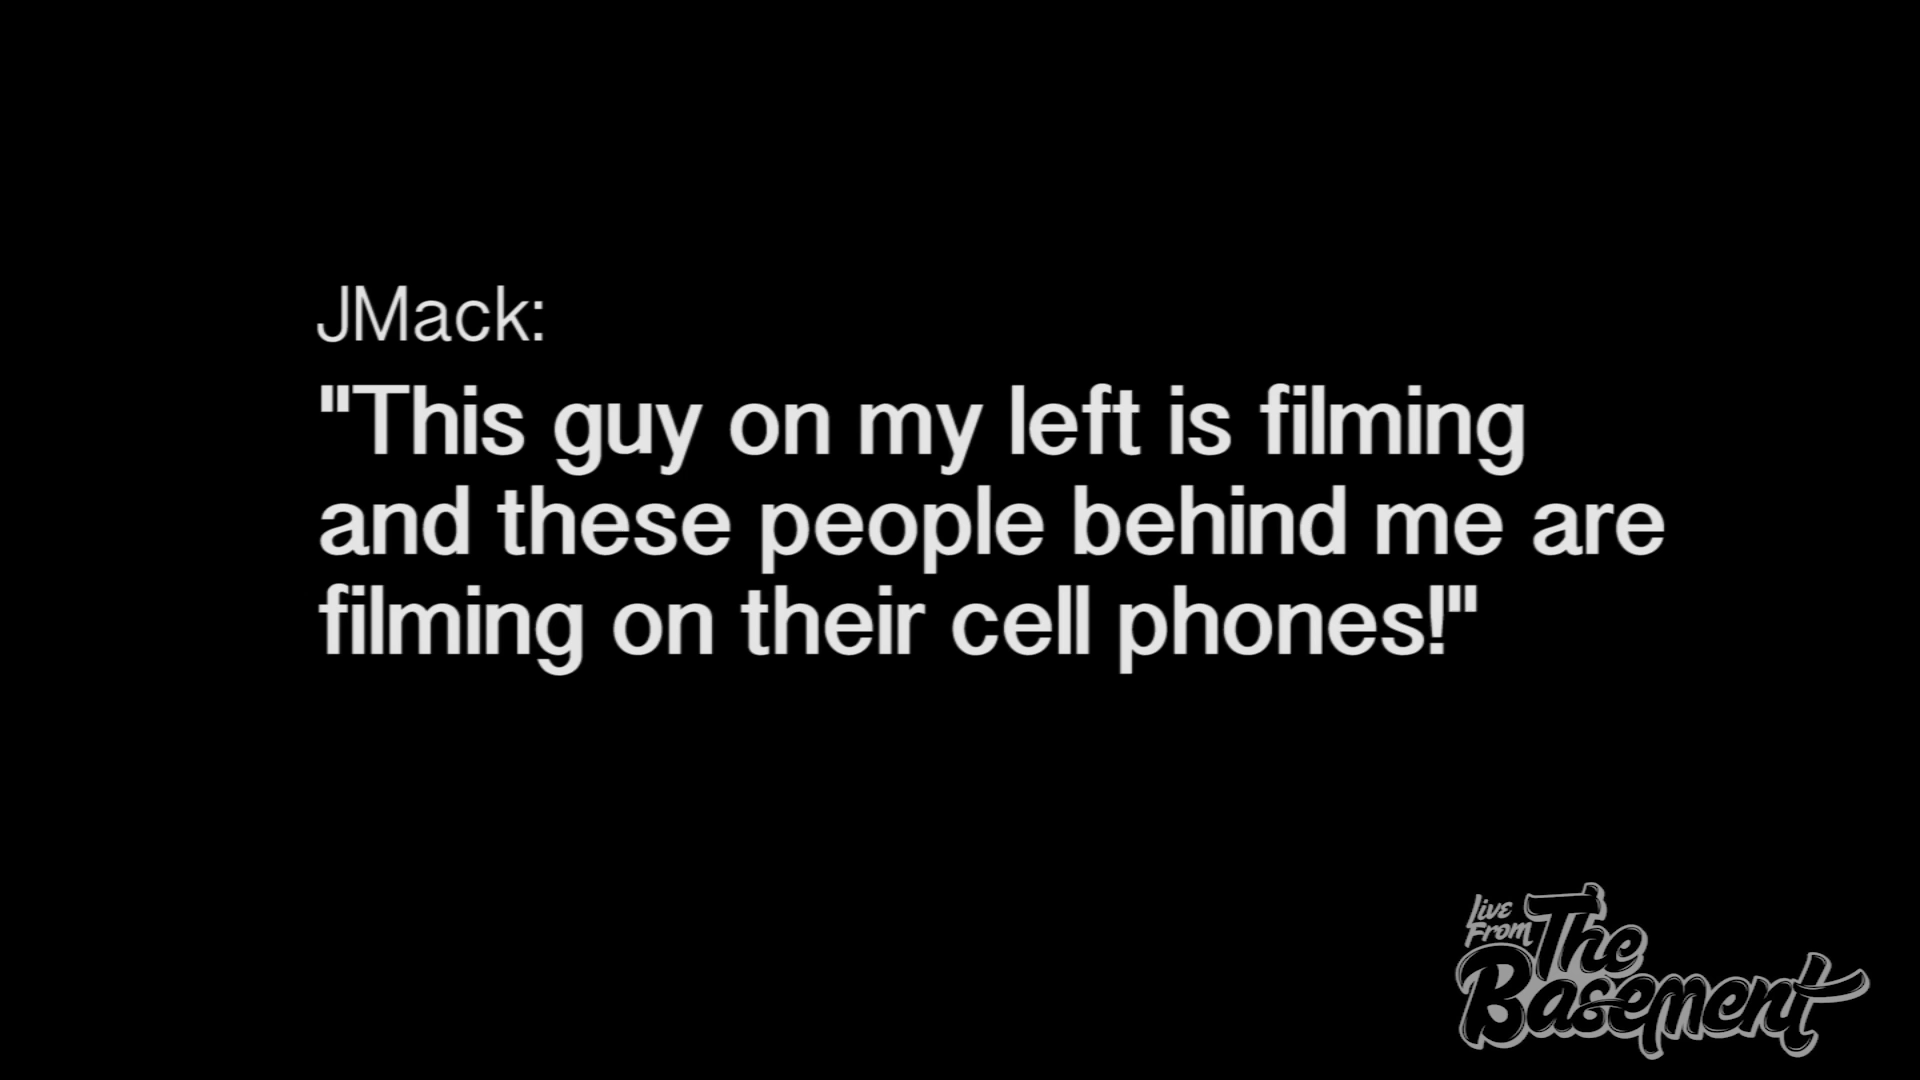 JMack:
"This guy on my left is filming
and these people behind me are
filming on their cell phones!"
Live
From
The
Basement